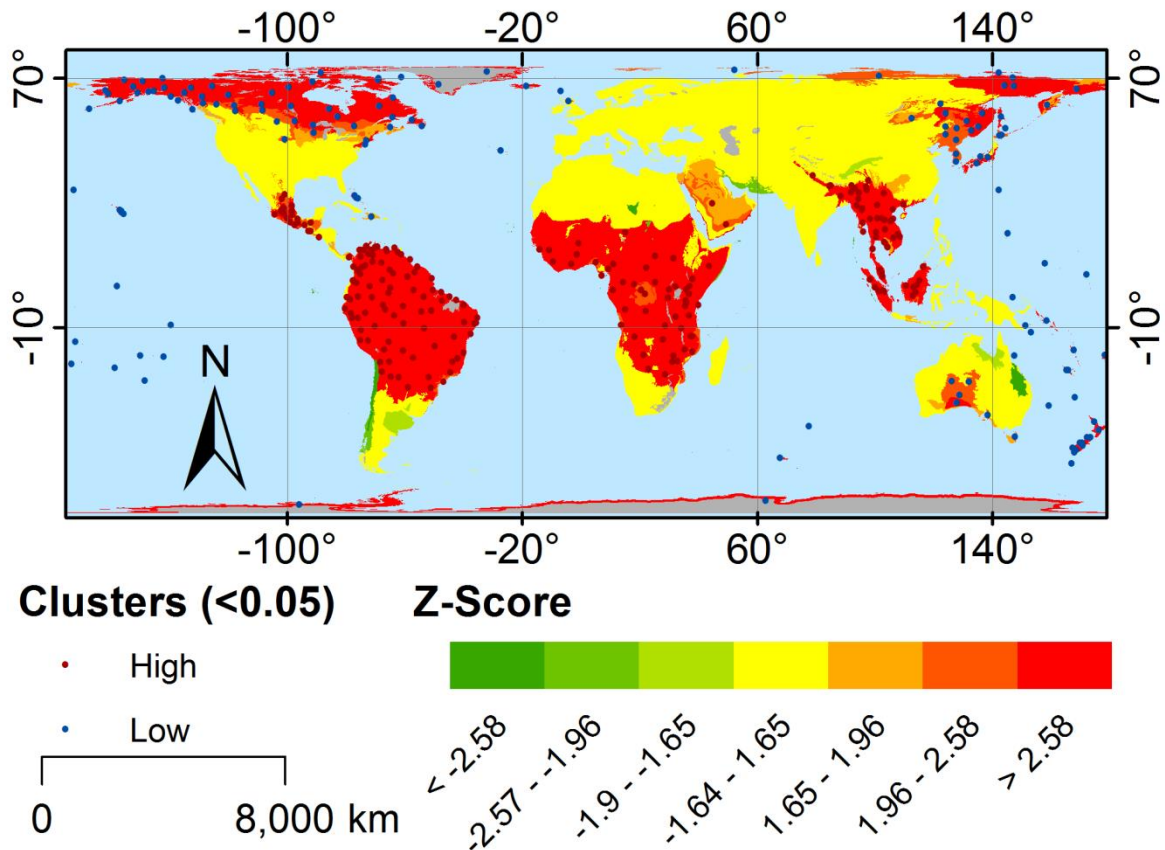 -100° -20° 60° 140°
70° 70°
-10° -10°
N
-100° -20° 60° 140°
Clusters (<0.05) Z-Score
High
Low
< -2.58
-2.57 - -1.96
-1.9 - -1.65
-1.64 - 1.65
1.65 - 1.96
1.96 - 2.58
> 2.58
0 8,000 km